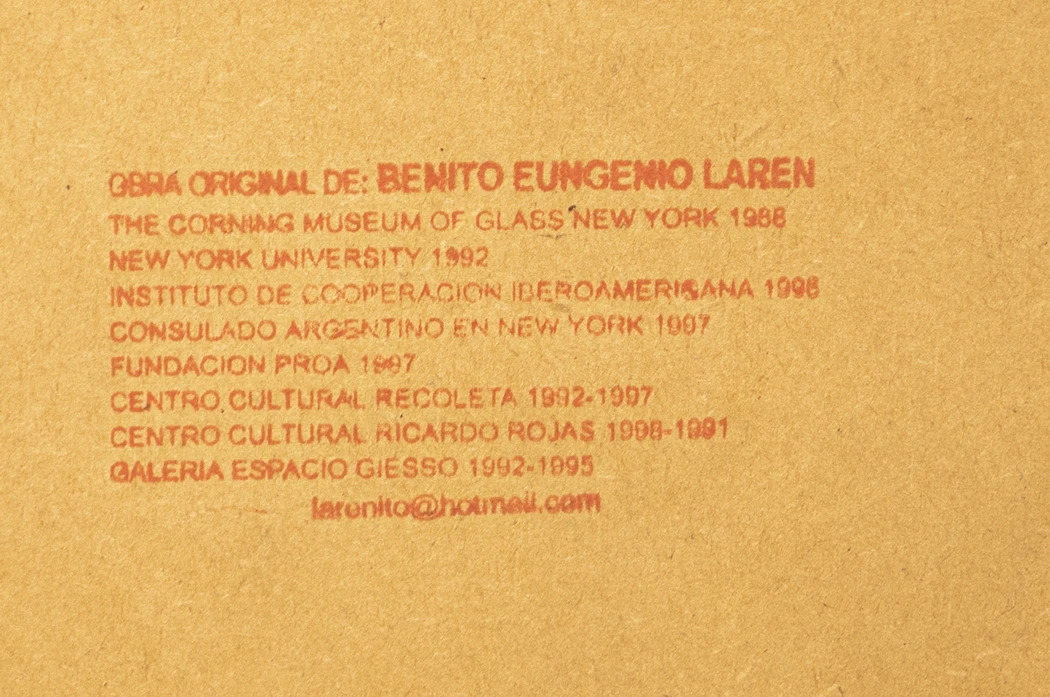 OBRA ORIGINAL DE: BENITO EUNGENIO LAREN
THE CORNING MUSEUM OF GLASS NEW YORK 1988
NEW YORK UNIVERSITY 1992
INSTITUTO DE COOPERACION IBEROAMERISANA 1996
CONSULADO ARGENTINO EN NEW YORK 1997
FUNDACION PROA 1997
CENTRO CULTURAL RECOLETA 1992-1997
CENTRO CULTURAL RICARDO ROJAS 1998-1991
GALERIA ESPACIO GIESSO 1992-1995
larenito@hotmail.com